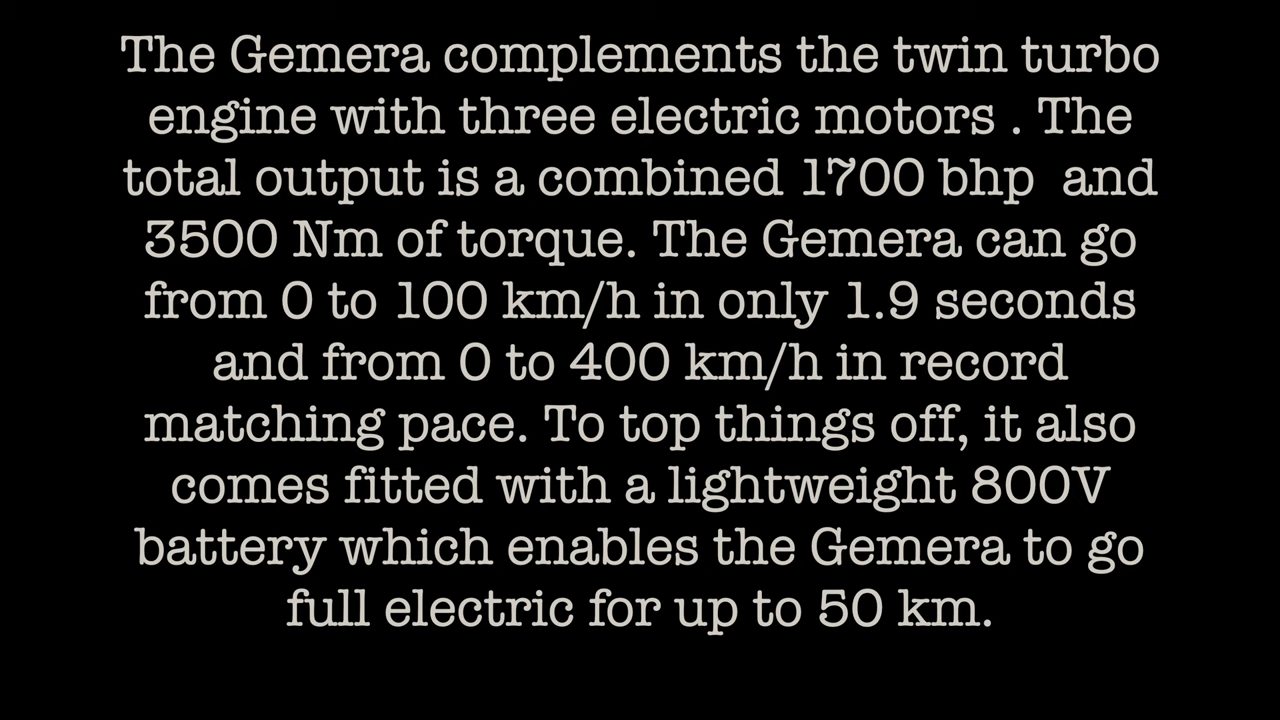 The Gemera complements the twin turbo
engine with three electric motors . The
total output is a combined 1700 bhp  and
3500 Nm of torque. The Gemera can go
from 0 to 100 km/h in only 1.9 seconds
and from 0 to 400 km/h in record
matching pace. To top things off, it also
comes fitted with a lightweight 800V
battery which enables the Gemera to go
full electric for up to 50 km.